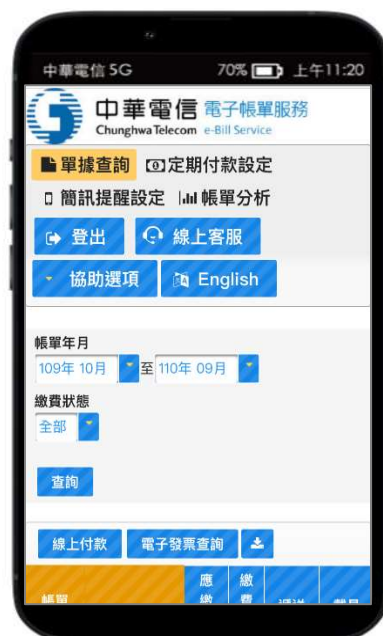 中華電信 5G 70% 上午11:20
中華電信 電子帳單服務
Chunghwa Telecom e-Bill Service
單據查詢 定期付款設定
簡訊提醒設定 帳單分析
登出 線上客服
協助選項 English
帳單年月
109年 10月 至 110年 09月
繳費狀態
全部
查詢
線上付款 電子發票查詢
應 繳
帳單 繳 費